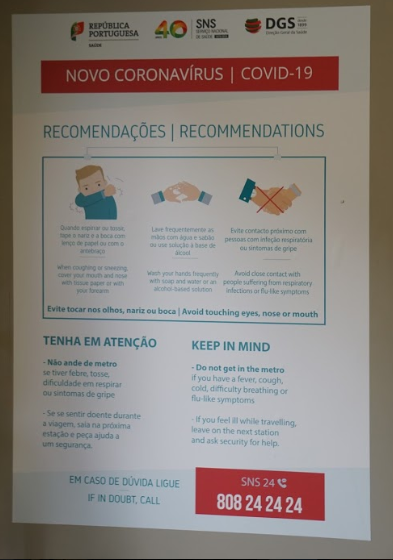 REPÚBLICA
PORTUGUESA
SAÚDE
40
SNS
SERVIÇO NACIONAL
DE SAÚDE
DGS
desde
1899
Direção-Geral da Saúde
NOVO CORONAVÍRUS | COVID-19
RECOMENDAÇÕES | RECOMMENDATIONS
Quando espirrar ou tossir,
tape o nariz e a boca com
lenço de papel ou com o
antebraço
When coughing or sneezing,
cover your mouth and nose
with tissue paper or with
your forearm
Lave frequentemente as
mãos com água e sabão
ou use solução à base de
álcool
Wash your hands frequently
with soap and water or an
alcohol-based solution
Evite contacto próximo com
pessoas com infeção respiratória
ou sintomas de gripe
Avoid close contact with
people suffering from respiratory
infections or flu-like symptoms
Evite tocar nos olhos, nariz ou boca | Avoid touching eyes, nose or mouth
TENHA EM ATENÇÃO
- Não ande de metro
se tiver febre, tosse,
dificuldade em respirar
ou sintomas de gripe
- Se se sentir doente durante
a viagem, saia na próxima
estação e peça ajuda a
um segurança.
KEEP IN MIND
- Do not get in the metro
if you have a fever, cough,
cold, difficulty breathing or
flu-like symptoms
- If you feel ill while travelling,
leave on the next station
and ask security for help.
EM CASO DE DÚVIDA LIGUE
IF IN DOUBT, CALL
SNS 24
808 24 24 24